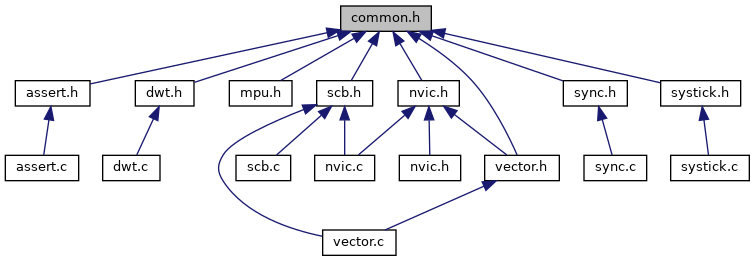 common.h
assert.h
dwt.h
mpu.h
scb.h
nvic.h
sync.h
systick.h
assert.c
dwt.c
scb.c
nvic.c
nvic.h
vector.h
sync.c
systick.c
vector.c